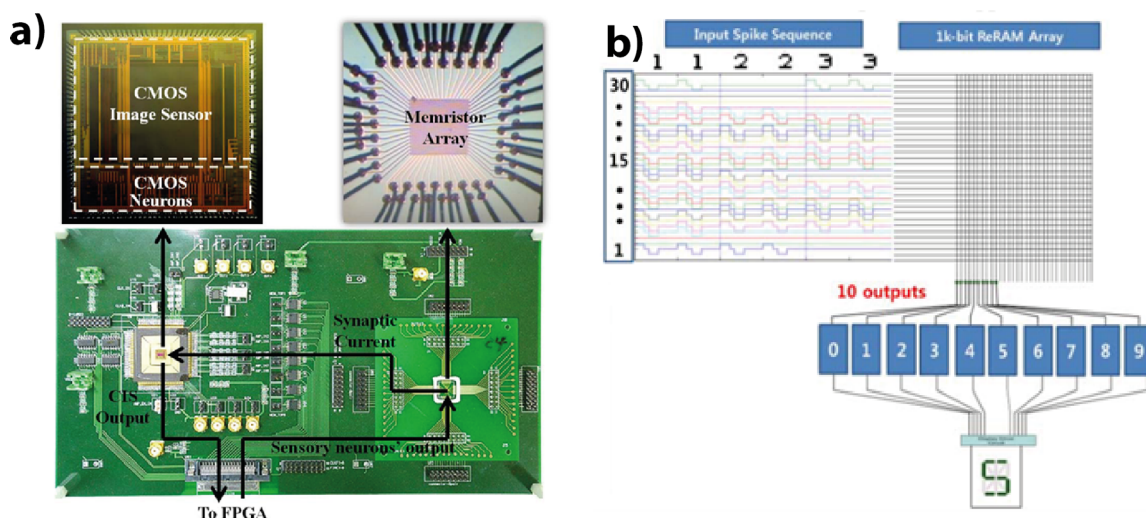 a)
CMOS
Image Sensor
CMOS
Neurons
Memristor
Array
Synaptic
Current
CIS
Output
Sensory neurons' output
To FPGA
b)
Input Spike Sequence
1k-bit ReRAM Array
1 1 2 2 3 3
30
15
1
10 outputs
0 1 2 3 4 5 6 7 8 9
S